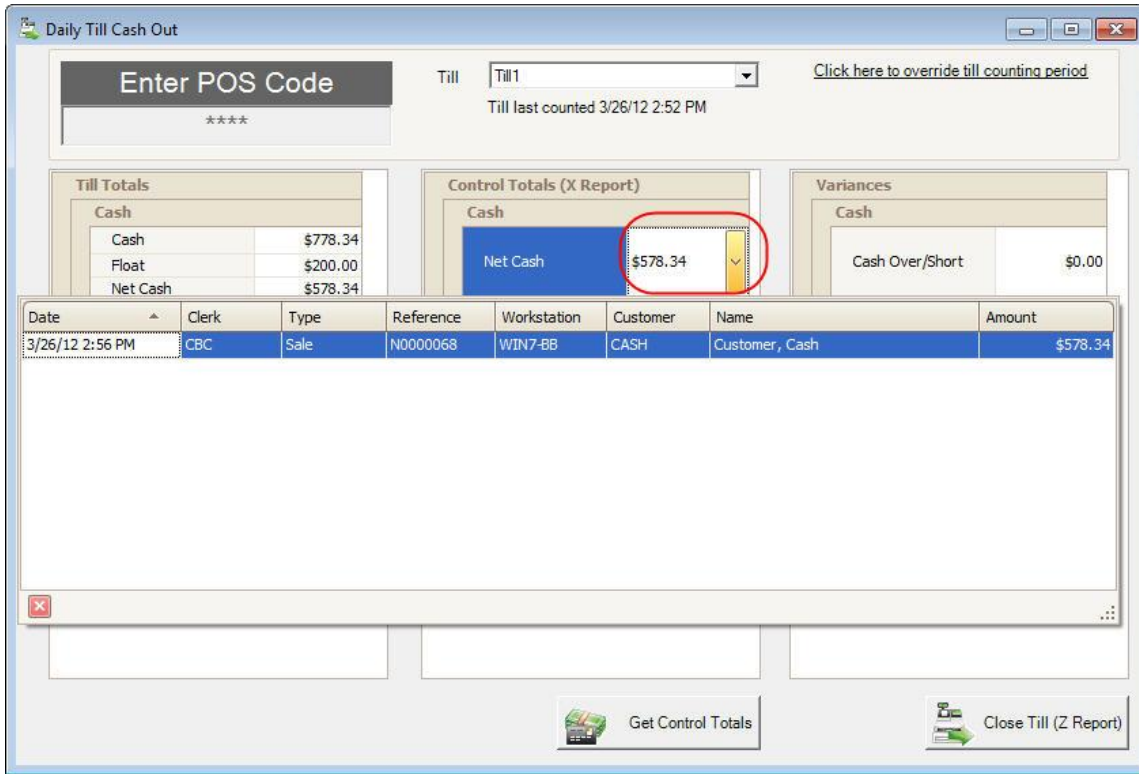 Daily Till Cash Out
Enter POS Code
****
Till Till1
Till last counted 3/26/12 2:52 PM
Click here to override till counting period
Till Totals
Cash
Cash $778.34
Float $200.00
Net Cash $578.34
Control Totals (X Report)
Cash
Net Cash $578.34
Variances
Cash
Cash Over/Short $0.00
Date Clerk Type Reference Workstation Customer Name Amount
3/26/12 2:56 PM CBC Sale N0000068 WIN7-BB CASH Customer, Cash $578.34
Get Control Totals
Close Till (Z Report)